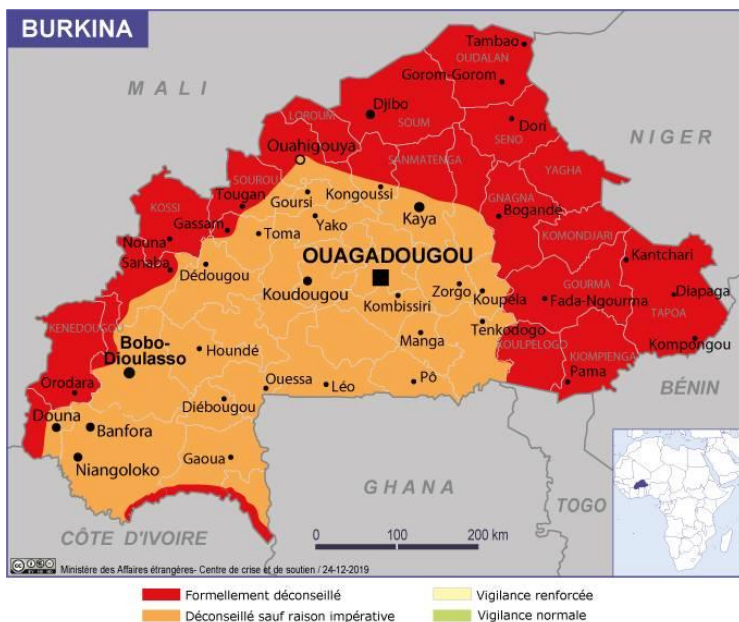 BURKINA
MALI
NIGER
BÉNIN
TOGO
GHANA
CÔTE D'IVOIRE
Tambao
OUDALAN
Gorom-Gorom
Djibo
LOROUM
SOUM
Dori
SENO
Ouahigouya
SANMATENGA
YAGHA
SOUROU
Kongoussi
GNAGNA
Tougan
Goursi
Kaya
Bogandé
KOSSI
Gassam
Yako
KOMONDJARI
Toma
Nouna
OUAGADOUGOU
Kantchari
Sanaba
Dédougou
Koudougou
Zorgo
Koupéla
GOURMA
Diapaga
Kombissiri
Fada-Ngourma
TAPOA
KENEDOUGOU
Bobo-
Dioulasso
Houndé
Manga
Tenkodogo
KOULPELOGO
KIOMPIENGA
Kompongou
Orodara
Ouessa
Léo
Pô
Pama
Douna
Diébougou
Banfora
Niangoloko
Gaoua
0 100 200 km
cc
Ministère des Affaires étrangères- Centre de crise et de soutien / 24-12-2019
Formellement déconseillé
Vigilance renforcée
Déconseillé sauf raison impérative
Vigilance normale